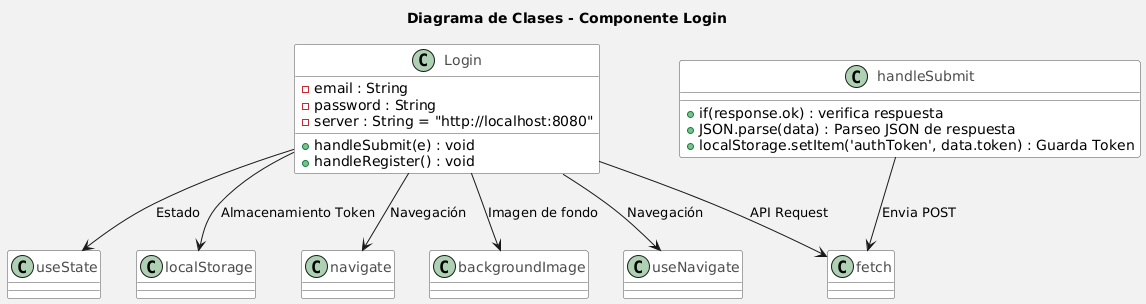 Diagrama de Clases - Componente Login
C Login
email : String
password : String
server : String = "http://localhost:8080"
handleSubmit(e) : void
handleRegister() : void
C handleSubmit
if(response.ok) : verifica respuesta
JSON.parse(data) : Parseo JSON de respuesta
localStorage.setItem('authToken', data.token) : Guarda Token
Estado
Almacenamiento Token
Navegación
Imagen de fondo
Navegación
API Request
Envia POST
C useState
C localStorage
C navigate
C backgroundImage
C useNavigate
C fetch